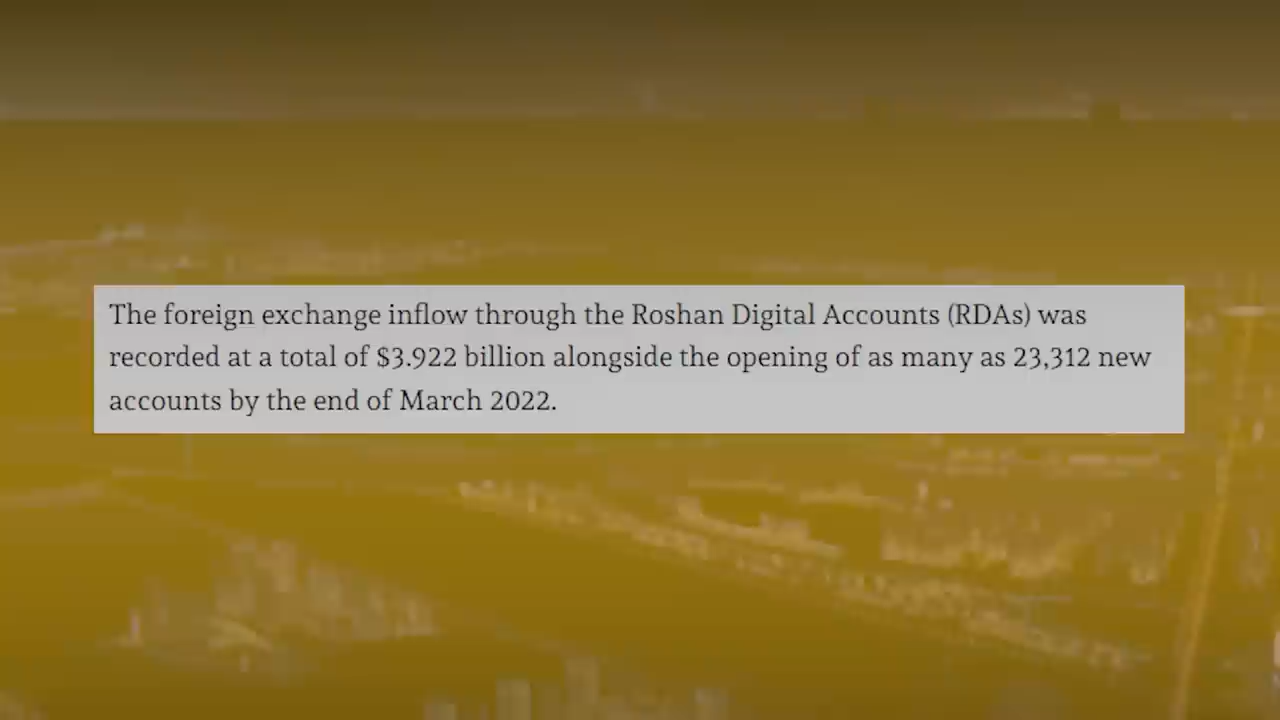 The foreign exchange inflow through the Roshan Digital Accounts (RDAs) was
recorded at a total of $3.922 billion alongside the opening of as many as 23,312 new
accounts by the end of March 2022.